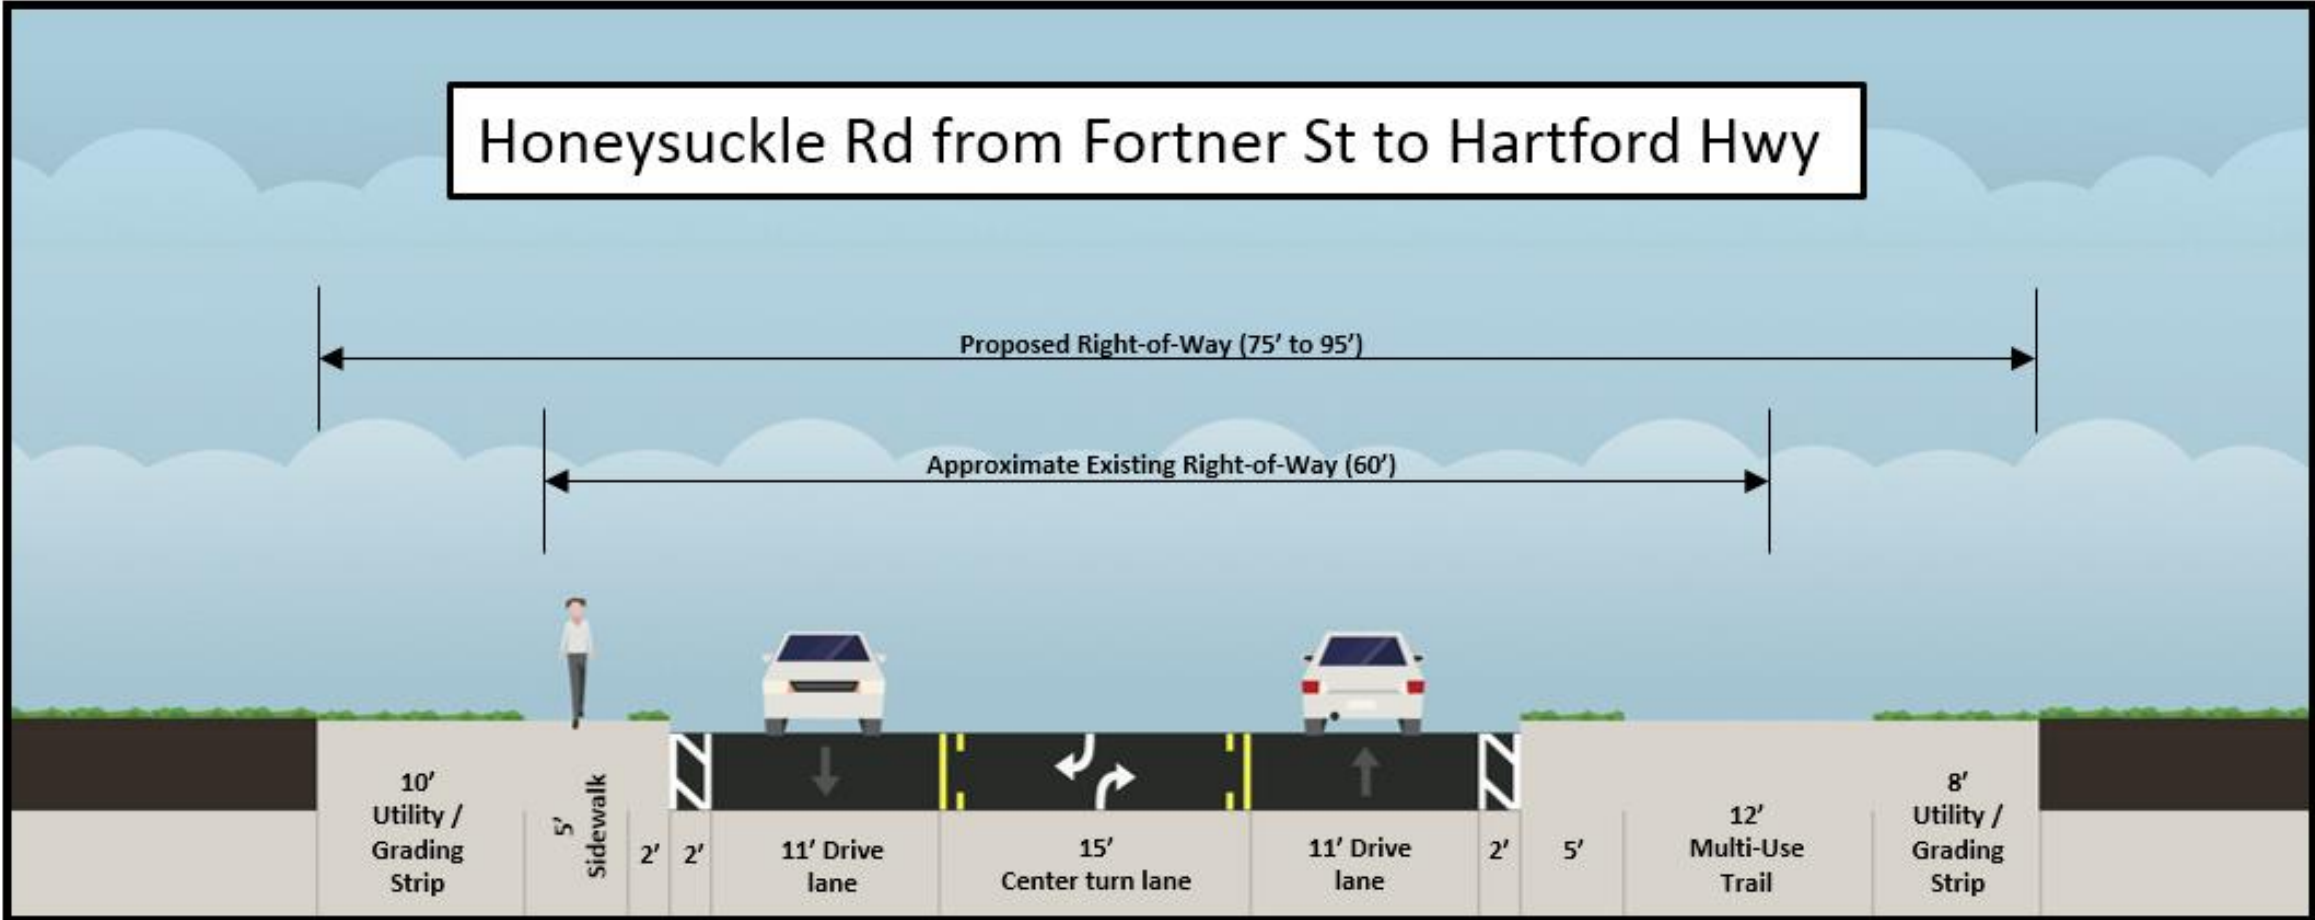 Honeysuckle Rd from Fortner St to Hartford Hwy
Proposed Right-of-Way (75’ to 95’)
Approximate Existing Right-of-Way (60’)
10’
Utility /
Grading
Strip
5’
Sidewalk
2’
2’
11’ Drive
lane
15’
Center turn lane
11’ Drive
lane
2’
5’
12’
Multi-Use
Trail
8’
Utility /
Grading
Strip